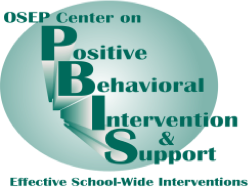 OSEP Center on
Positive
Behavioral
Intervention
&
Support
Effective School-Wide Interventions